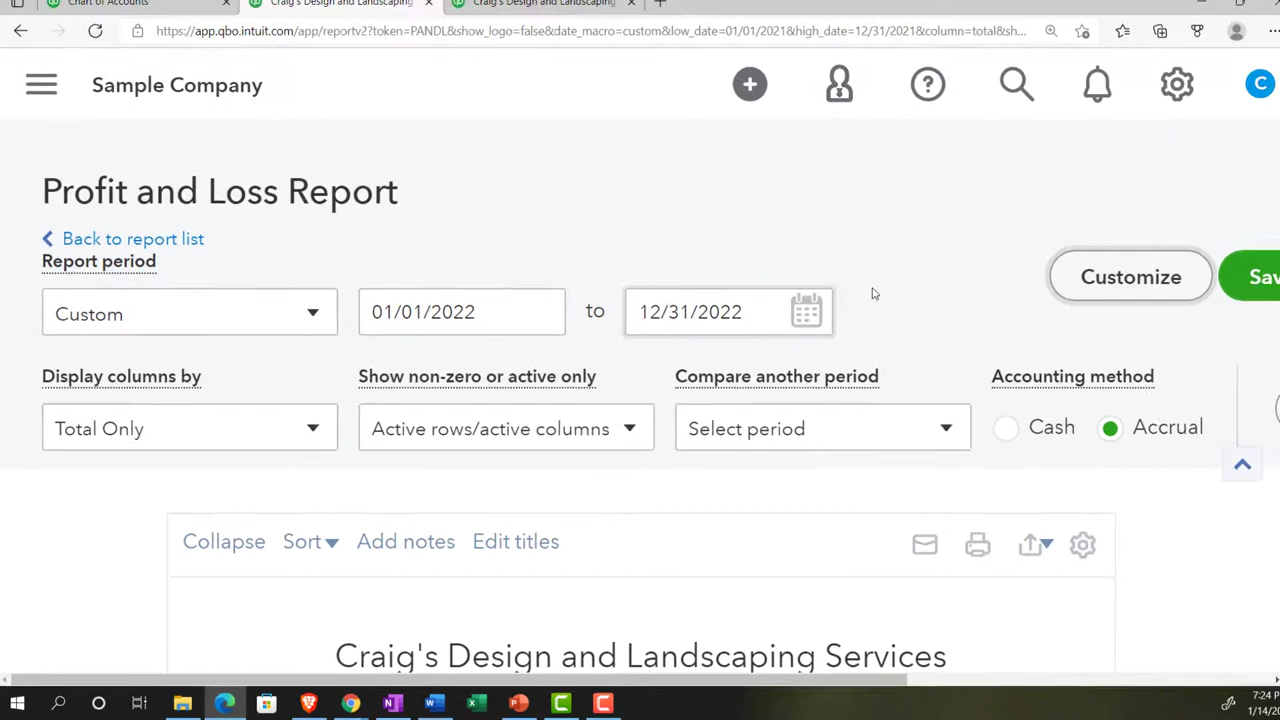 Chart of Accounts
Craig's Design and Landscaping
Craig's Design and Landscaping
https://app.qbo.intuit.com/app/reportv2?token=PANDL&show_logo=false&date_macro=custom&low_date=01/01/2021&high_date=12/31/2021&column=total&sh...
Sample Company
C
Profit and Loss Report
Back to report list
Report period
Customize
Sav
Custom
01/01/2022
to
12/31/2022
Display columns by
Show non-zero or active only
Compare another period
Accounting method
Total Only
Active rows/active columns
Select period
Cash
Accrual
Collapse
Sort
Add notes
Edit titles
Craig's Design and Landscaping Services
7:24 P
1/14/20